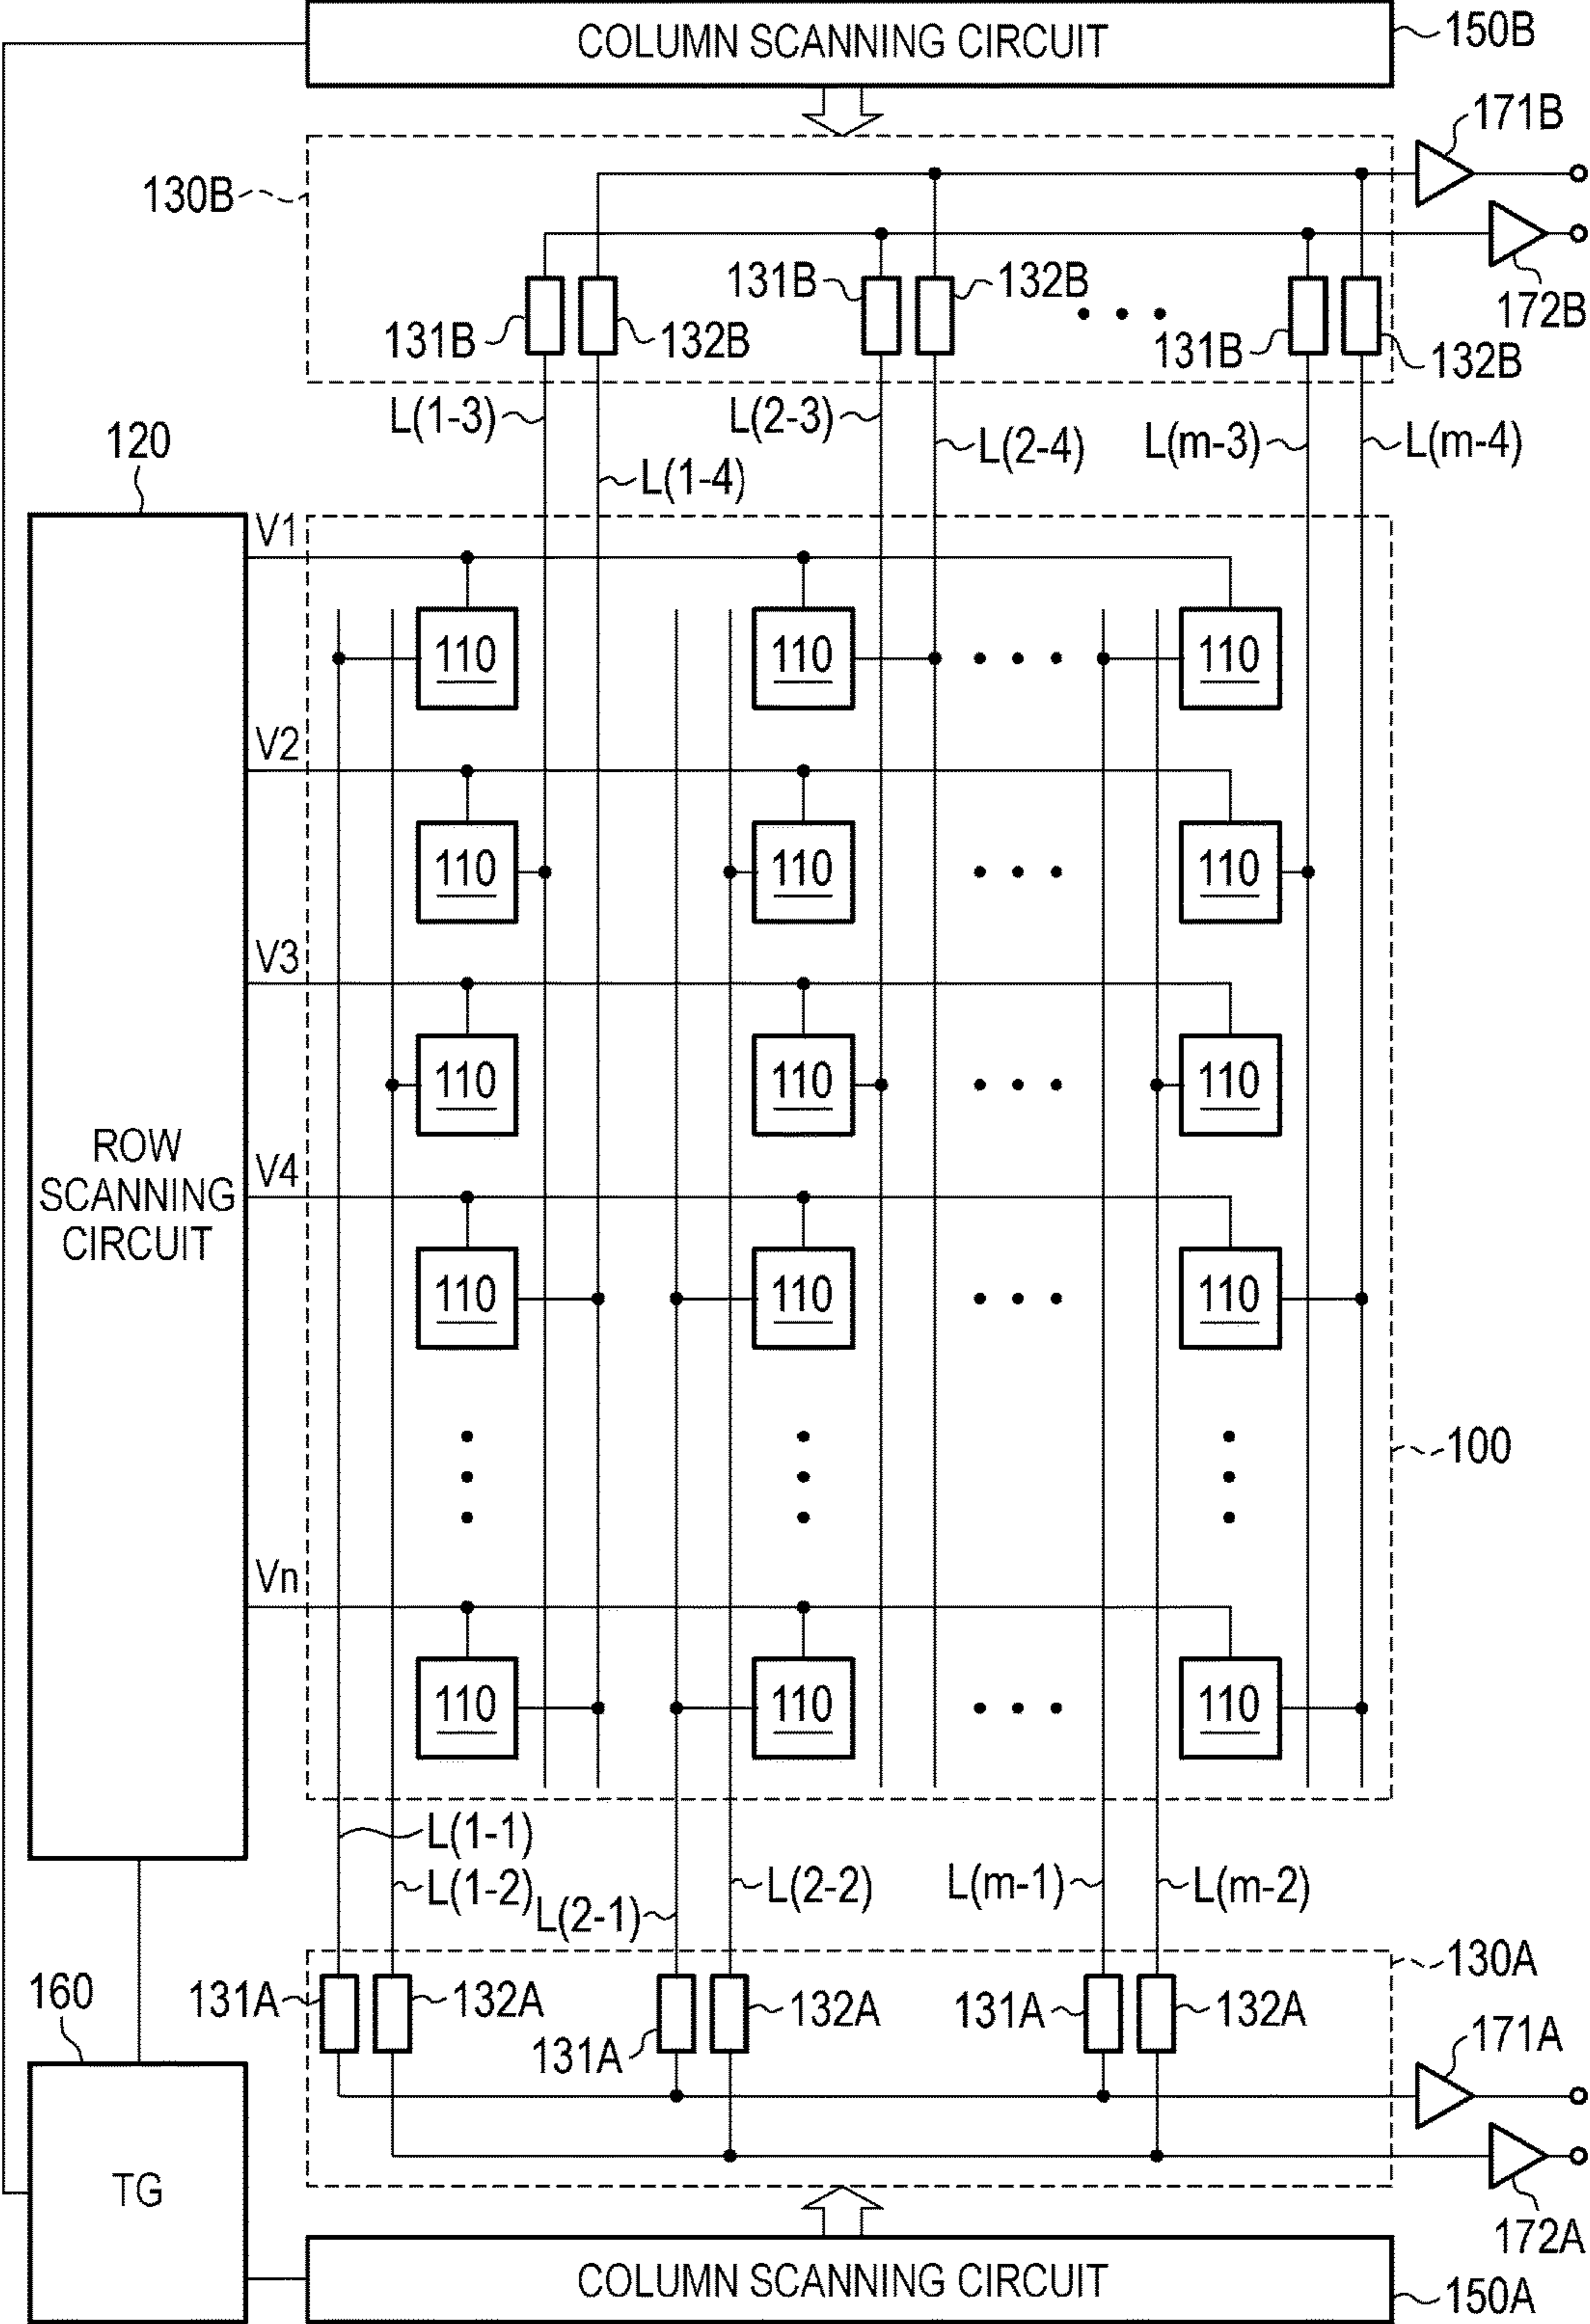 COLUMN SCANNING CIRCUIT
150B
171B
130B
172B
131B
132B
131B
132B
131B
132B
L(1-3)
L(2-3)
L(m-3)
L(m-4)
L(2-4)
L(1-4)
120
V1
110 110 110
V2
110 110 110
V3
110 110 110
ROW
SCANNING
CIRCUIT
V4
110 110 110
100
Vn
110 110 110
L(1-1)
L(1-2)
L(2-1)
L(2-2)
L(m-1)
L(m-2)
130A
160
131A
132A
131A
132A
131A
132A
171A
TG
172A
COLUMN SCANNING CIRCUIT
150A